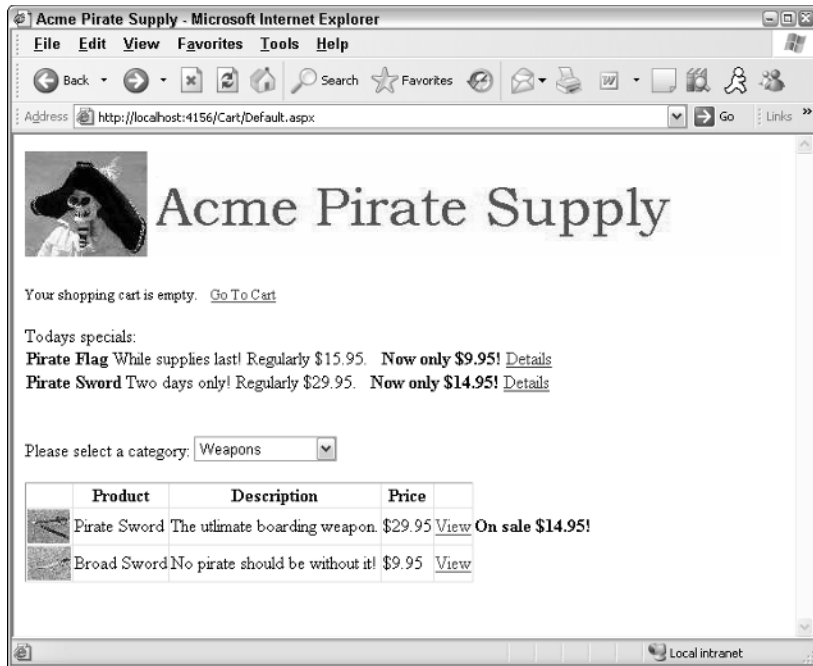 Acme Pirate Supply - Microsoft Internet Explorer
File Edit View Favorites Tools Help
Back Search Favorites
Address http://localhost:4156/Cart/Default.aspx Go Links »
Acme Pirate Supply
Your shopping cart is empty. Go To Cart
Todays specials:
Pirate Flag While supplies last! Regularly $15.95. Now only $9.95! Details
Pirate Sword Two days only! Regularly $29.95. Now only $14.95! Details
Please select a category: Weapons
Product Description Price
Pirate Sword The utlimate boarding weapon. $29.95 View On sale $14.95!
Broad Sword No pirate should be without it! $9.95 View
Local intranet